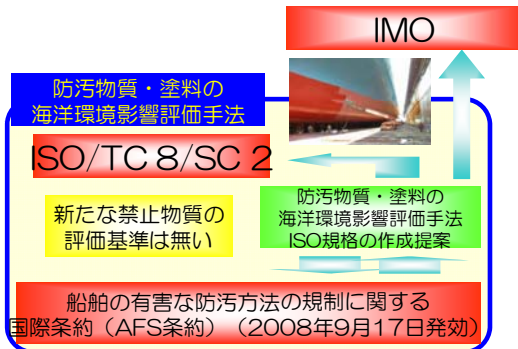 IMO
防汚物質・塗料の
海洋環境影響評価手法
ISO/TC 8/SC 2
新たな禁止物質の
評価基準は無い
防汚物質・塗料の
海洋環境影響評価手法
ISO規格の作成提案
船舶の有害な防汚方法の規制に関する
国際条約（AFS条約）（2008年9月17日発効）